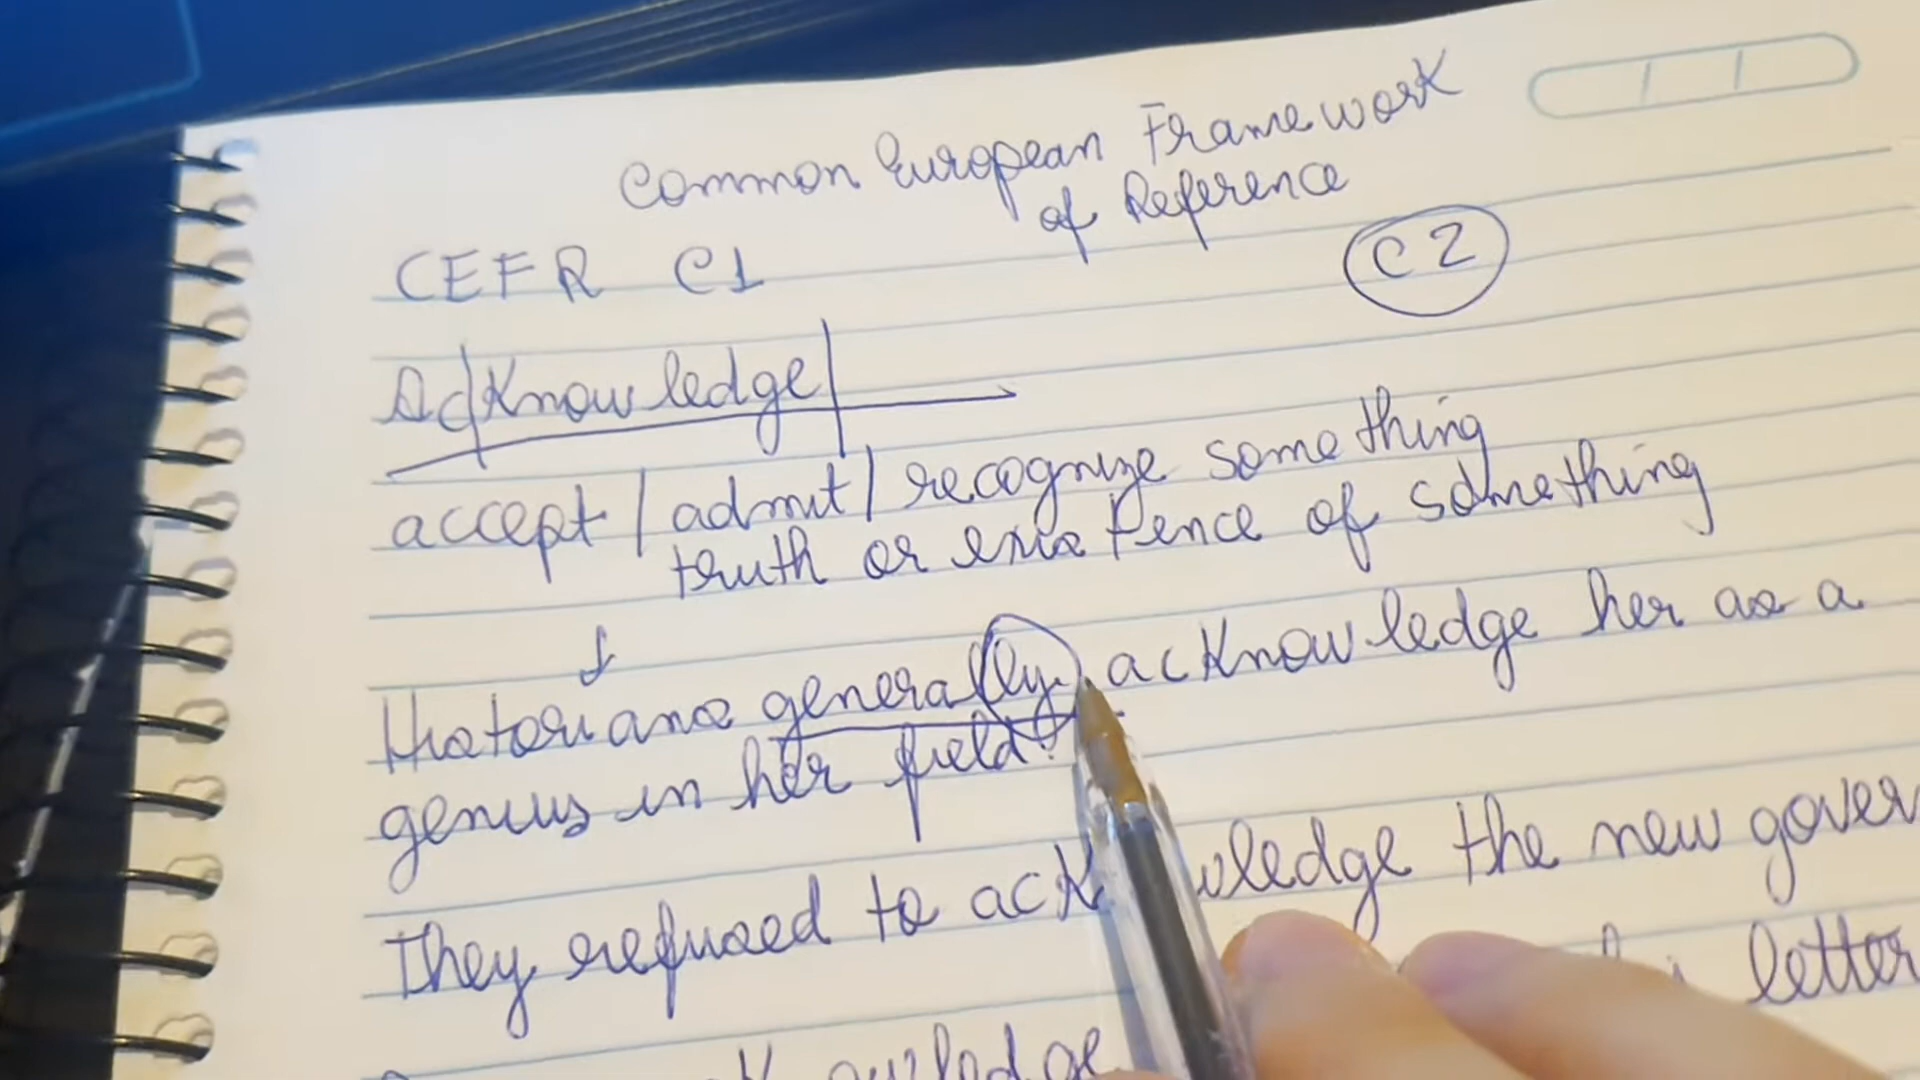 Common European Framework
of Reference
CEFR C1
C2
Acknowledge
accept / admit / recognize something
truth or existence of something
Historians generally acknowledge her as a
genius in her field.
They refused to acknowledge the new gover
letter